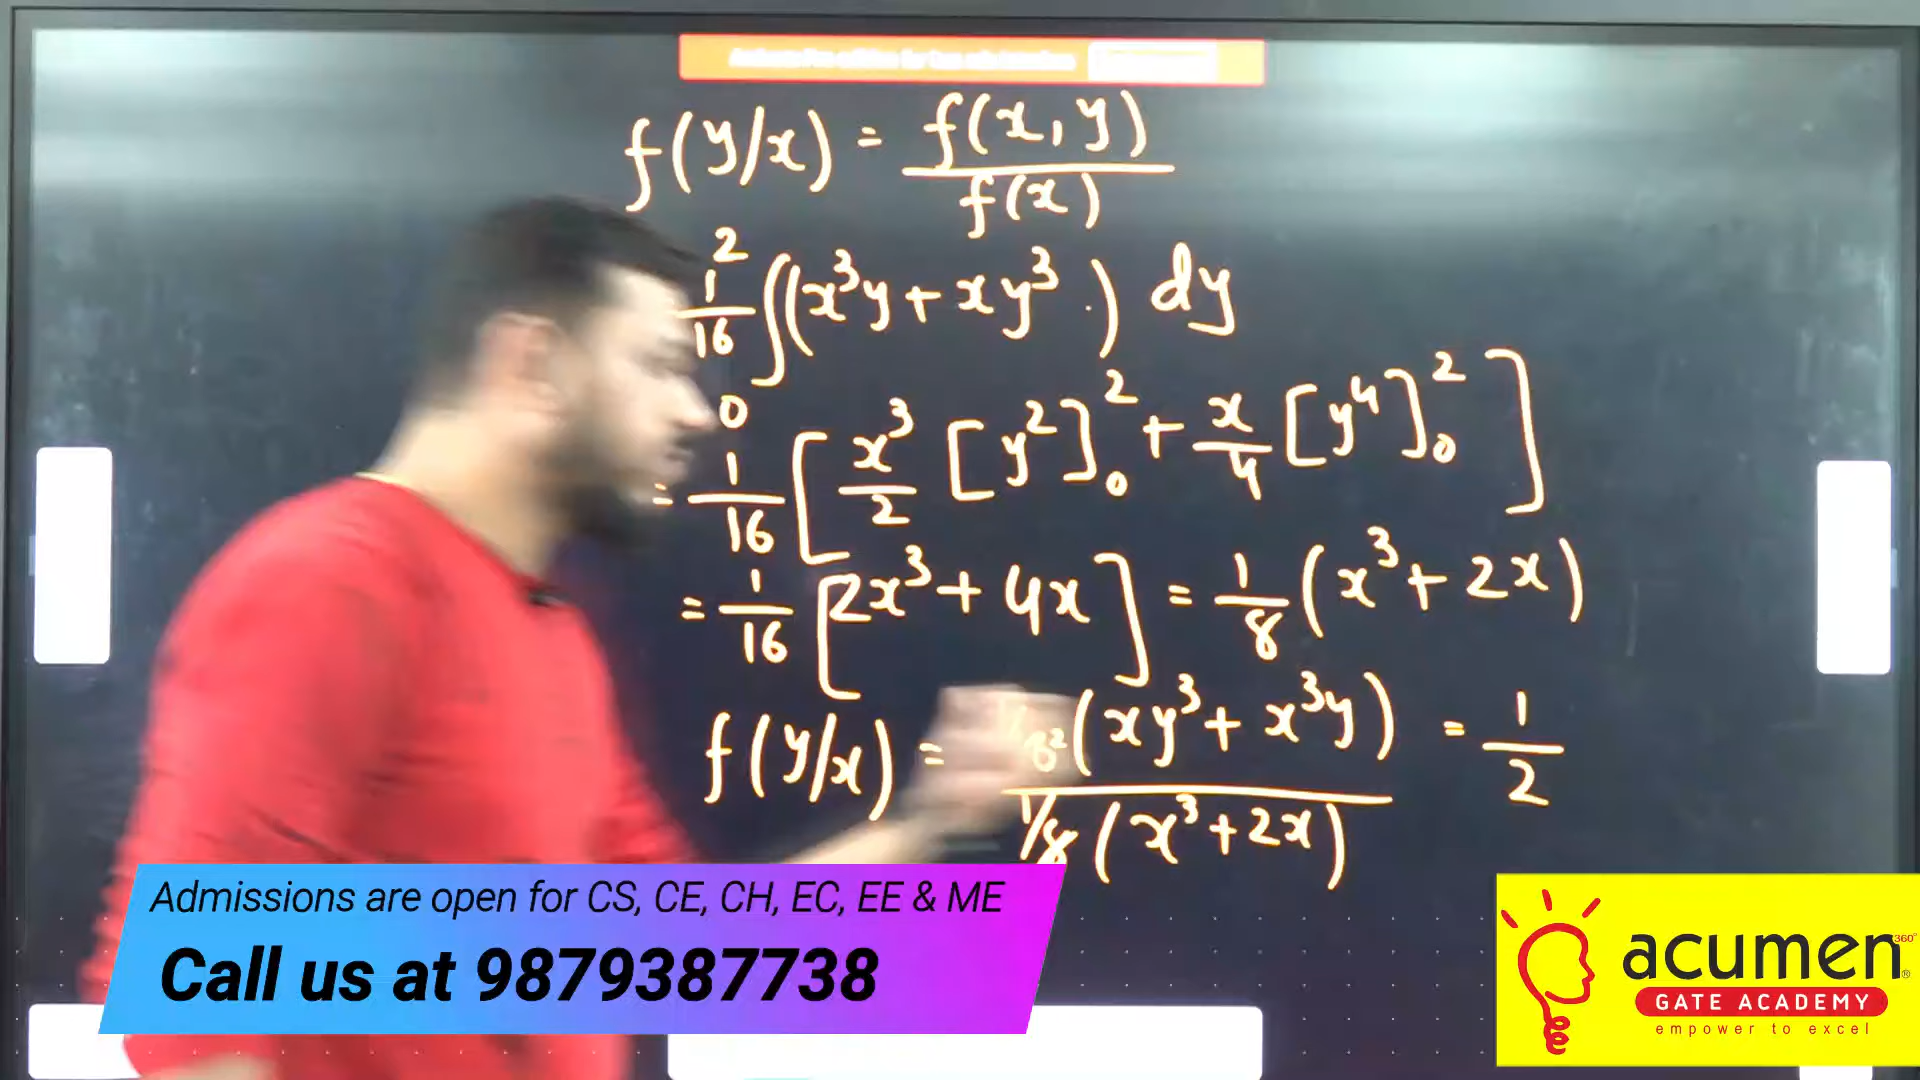 f(y/x) = f(x,y) / f(x)
1/16 ∫₀² (x³y + xy³ .) dy
= 1/16 [ x³/2 [y²]₀² + x/4 [y⁴]₀² ]
= 1/16 [2x³ + 4x] = 1/8 (x³ + 2x)
f(y/x) = (xy³ + x³y) / 1/8 (x³ + 2x) = 1/2
Admissions are open for CS, CE, CH, EC, EE & ME
Call us at 9879387738
acumen 360° ®
GATE ACADEMY
empower to excel